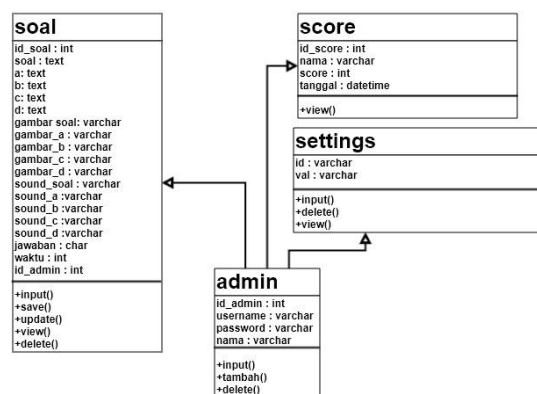 soal
id_soal : int
soal : text
a: text
b: text
c: text
d: text
gambar soal: varchar
gambar_a : varchar
gambar_b : varchar
gambar_c : varchar
gambar_d : varchar
sound_soal : varchar
sound_a :varchar
sound_b :varchar
sound_c :varchar
sound_d :varchar
jawaban : char
waktu : int
id_admin : int
+input()
+save()
+update()
+view()
+delete()
score
id_score : int
nama : varchar
score : int
tanggal : datetime
+view()
settings
id : varchar
val : varchar
+input()
+delete()
+view()
admin
id_admin : int
username : varchar
password : varchar
nama : varchar
+input()
+tambah()
+delete()